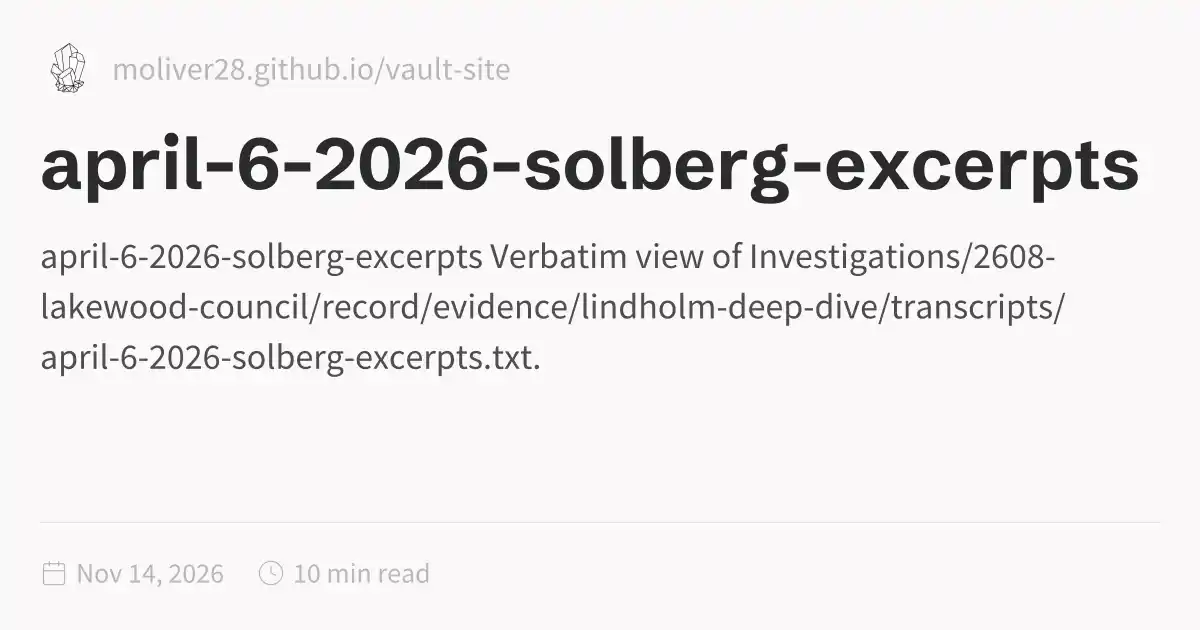 moliver28.github.io/vault-site
april-6-2026-solberg-excerpts
april-6-2026-solberg-excerpts Verbatim view of Investigations/2608-
lakewood-council/record/evidence/lindholm-deep-dive/transcripts/
april-6-2026-solberg-excerpts.txt.
Nov 14, 2026 10 min read